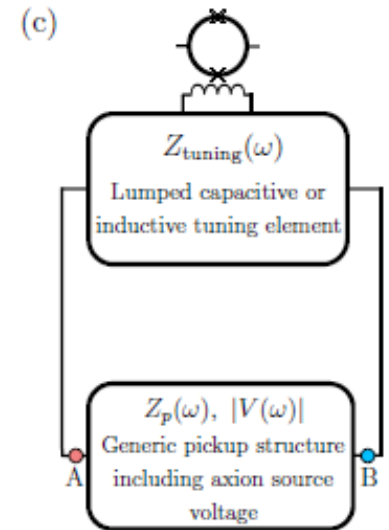 (c)
Z_tuning(ω)
Lumped capacitive or
inductive tuning element
Z_p(ω), |V(ω)|
Generic pickup structure
A including axion source B
voltage